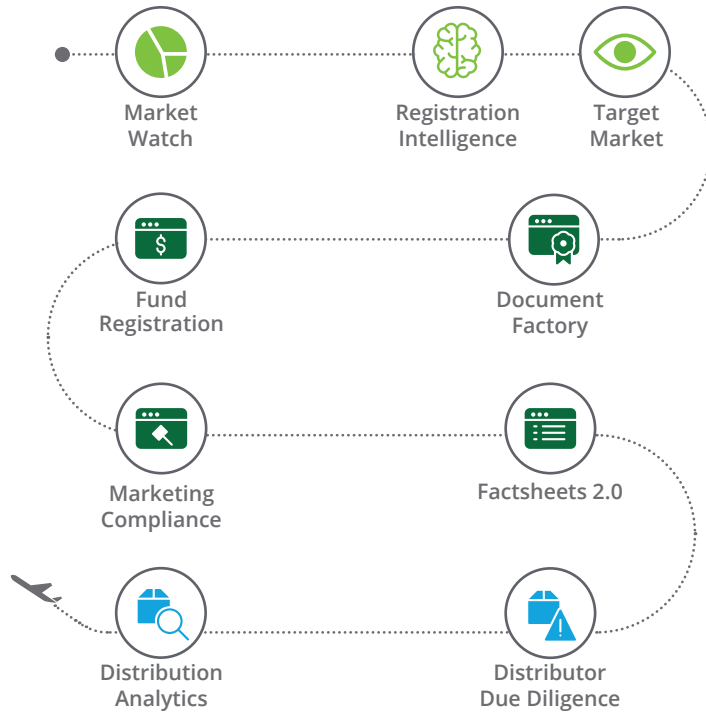 Market
Watch
Registration
Intelligence
Target
Market
$
Fund
Registration
Document
Factory
Marketing
Compliance
Factsheets 2.0
!
Distribution
Analytics
Distributor
Due Diligence